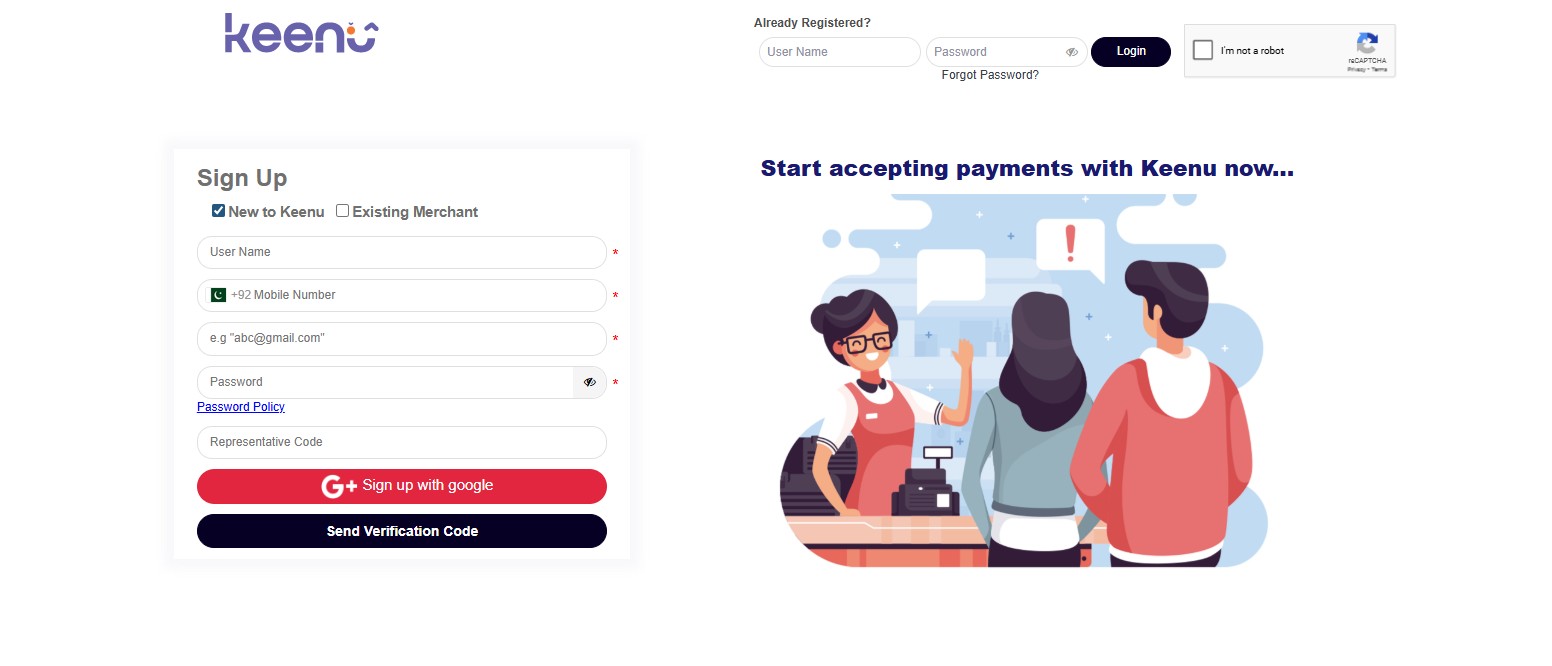 keenu
Already Registered?
User Name
Password
Login
Forgot Password?
I'm not a robot
reCAPTCHA
Privacy - Terms
Sign Up
New to Keenu
Existing Merchant
User Name
*
+92 Mobile Number
*
e.g "abc@gmail.com"
*
Password
*
Password Policy
Representative Code
G+ Sign up with google
Send Verification Code
Start accepting payments with Keenu now...
!